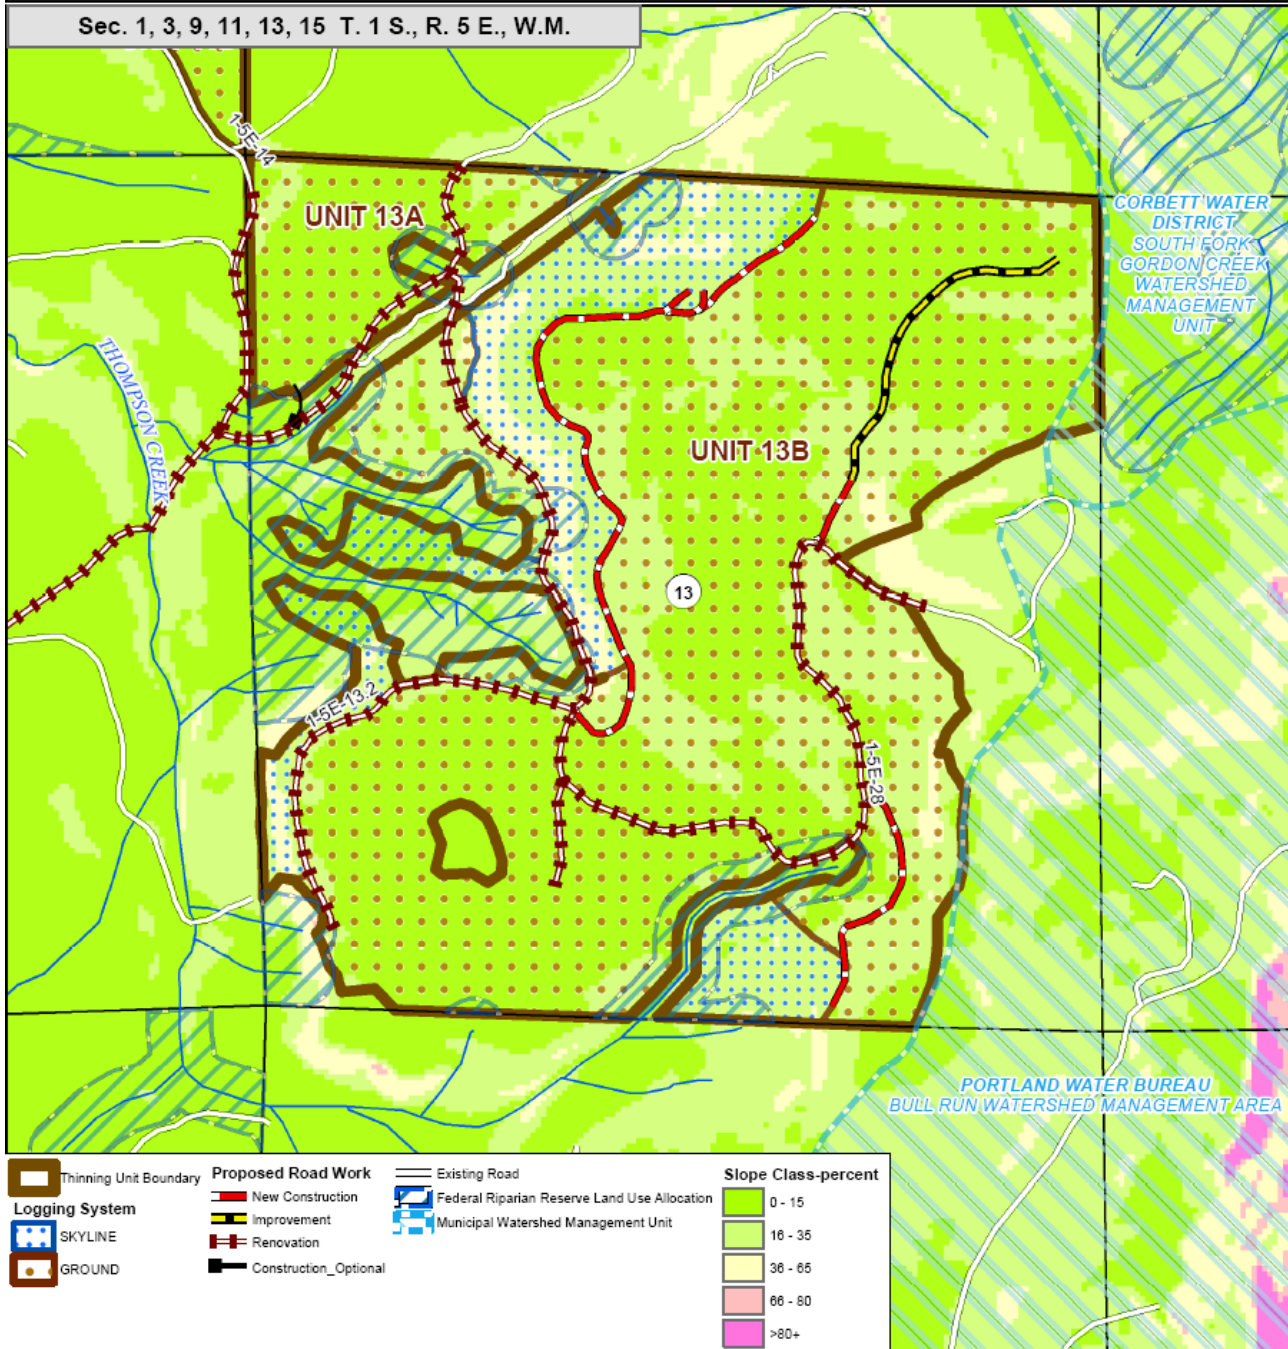 Sec. 1, 3, 9, 11, 13, 15 T. 1 S., R. 5 E., W.M.
1-5E-14
UNIT 13A
CORBETT WATER
DISTRICT
SOUTH FORK
GORDON CREEK
WATERSHED
MANAGEMENT
UNIT
THOMPSON CREEK
UNIT 13B
13
1-5E-13.2
1-5E-28
PORTLAND WATER BUREAU
BULL RUN WATERSHED MANAGEMENT AREA
Thinning Unit Boundary
Logging System
SKYLINE
GROUND
Proposed Road Work
New Construction
Improvement
Renovation
Construction_Optional
Existing Road
Federal Riparian Reserve Land Use Allocation
Municipal Watershed Management Unit
Slope Class-percent
0 - 15
16 - 35
36 - 65
66 - 80
>80+